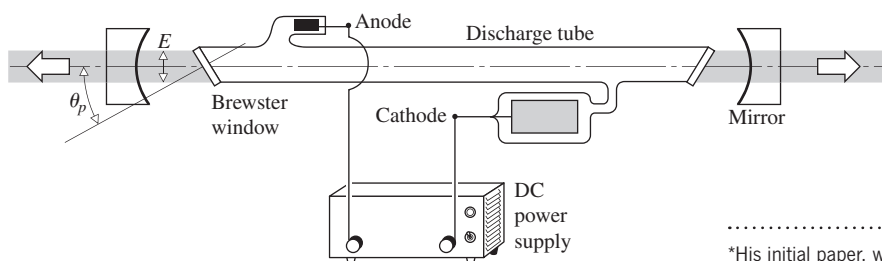 Anode
E
Discharge tube
θp
Brewster
window
Cathode
Mirror
DC
power
supply
*His initial paper, w